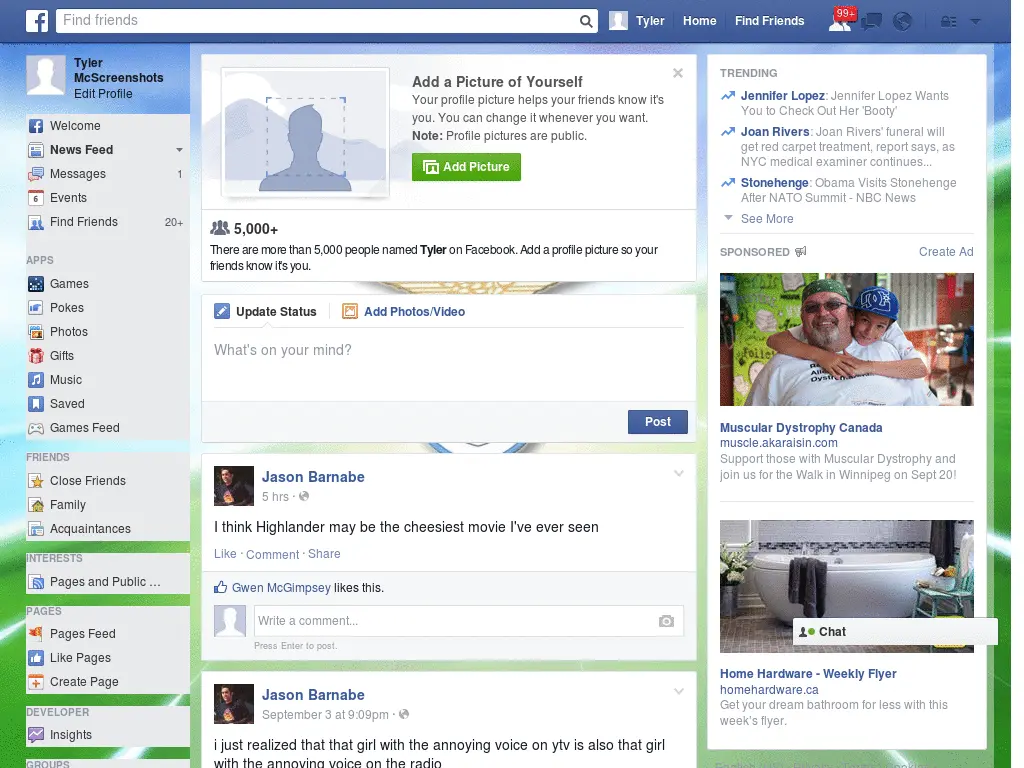 Find friends
Tyler
Home
Find Friends
99+
Tyler
McScreenshots
Edit Profile
Welcome
News Feed
Messages 1
6 Events
Find Friends 20+
APPS
Games
Pokes
Photos
Gifts
Music
Saved
Games Feed
FRIENDS
Close Friends
Family
Acquaintances
INTERESTS
Pages and Public ...
PAGES
Pages Feed
Like Pages
Create Page
DEVELOPER
Insights
GROUPS
Add a Picture of Yourself
Your profile picture helps your friends know it's
you. You can change it whenever you want.
Note: Profile pictures are public.
Add Picture
5,000+
There are more than 5,000 people named Tyler on Facebook. Add a profile picture so your
friends know it's you.
Update Status
Add Photos/Video
What's on your mind?
Post
Jason Barnabe
5 hrs ·
I think Highlander may be the cheesiest movie I've ever seen
Like · Comment · Share
Gwen McGimpsey likes this.
Write a comment...
Press Enter to post.
Jason Barnabe
September 3 at 9:09pm ·
i just realized that that girl with the annoying voice on ytv is also that girl
with the annoying voice on the radio
TRENDING
Jennifer Lopez: Jennifer Lopez Wants
You to Check Out Her 'Booty'
Joan Rivers: Joan Rivers' funeral will
get red carpet treatment, report says, as
NYC medical examiner continues...
Stonehenge: Obama Visits Stonehenge
After NATO Summit - NBC News
See More
SPONSORED
Create Ad
Muscular Dystrophy Canada
muscle.akaraisin.com
Support those with Muscular Dystrophy and
join us for the Walk in Winnipeg on Sept 20!
Chat
Home Hardware - Weekly Flyer
homehardware.ca
Get your dream bathroom for less with this
week's flyer.